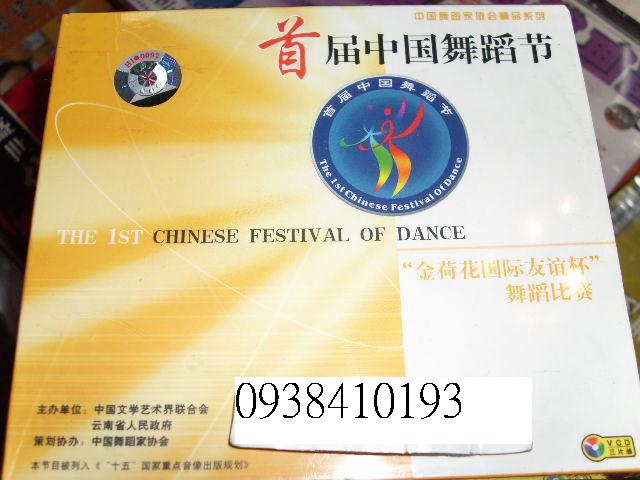 中国舞蹈家协会精品系列
首届中国舞蹈节
HI●0092
首届中国舞蹈节
The 1st Chinese Festival Of Dance
THE 1ST CHINESE FESTIVAL OF DANCE
“金荷花国际友谊杯”
舞蹈比赛
0938410193
主办单位：中国文学艺术界联合会
云南省人民政府
策划协办：中国舞蹈家协会
本节目被列入《“十五”国家重点音像出版规划》
VCD
三片装